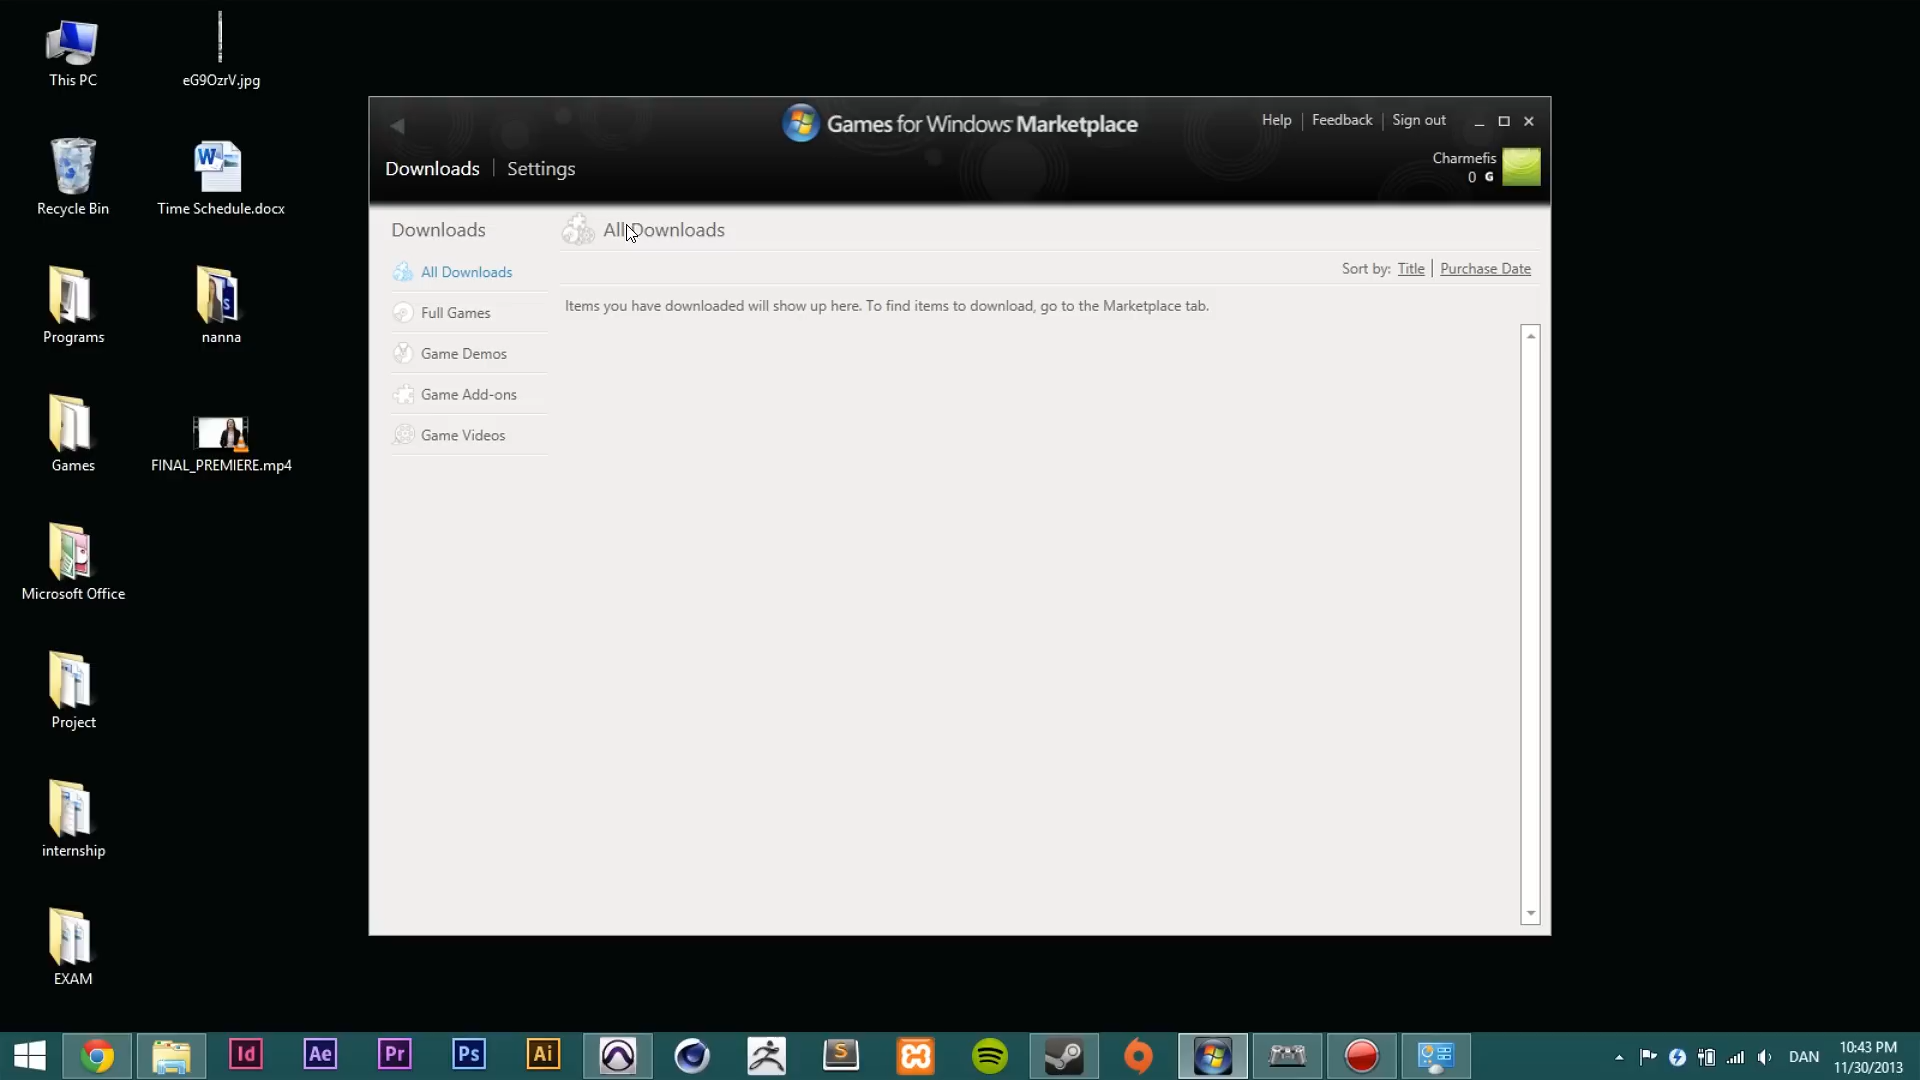 This PC
eG9OzrV.jpg
Recycle Bin
Time Schedule.docx
Programs
nanna
Games
FINAL_PREMIERE.mp4
Microsoft Office
Project
internship
EXAM
Games for Windows Marketplace
Help
Feedback
Sign out
Charmefis
0 G
Downloads
Settings
Downloads
All Downloads
Full Games
Game Demos
Game Add-ons
Game Videos
All Downloads
Sort by: Title | Purchase Date
Items you have downloaded will show up here. To find items to download, go to the Marketplace tab.
Id
Ae
Pr
Ps
Ai
S
DAN
10:43 PM
11/30/2013